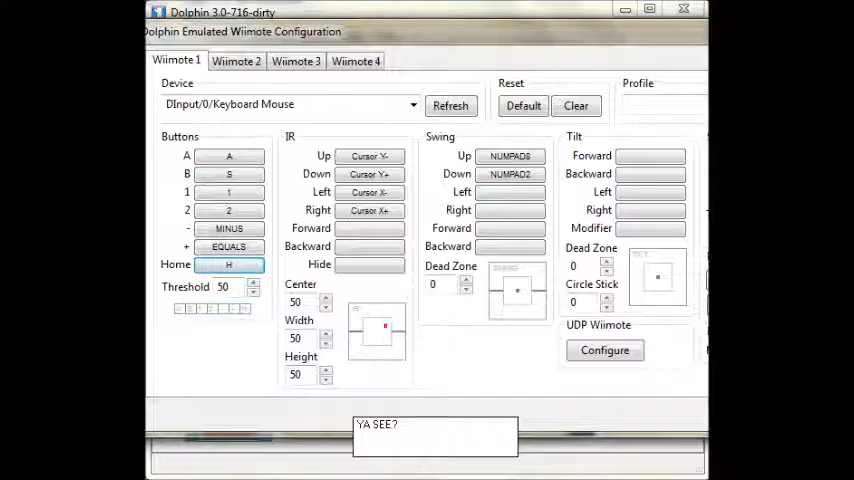 Dolphin 3.0-716-dirty
Dolphin Emulated Wiimote Configuration
Wiimote 1 Wiimote 2 Wiimote 3 Wiimote 4
Device Reset Profile
DInput/0/Keyboard Mouse Refresh Default Clear
Buttons IR Swing Tilt
A A Up Cursor Y- Up NUMPAD8 Forward
B S Down Cursor Y+ Down NUMPAD2 Backward
1 1 Left Cursor X- Left Left
2 2 Right Cursor X+ Right Right
- MINUS Forward Forward Modifier
+ EQUALS Backward Backward Dead Zone
Home H Hide Dead Zone 0
Threshold 50 Center 0 SWING TILT Circle Stick
50 0
Width UDP Wiimote
50 IR Configure
Height
50
YA SEE?